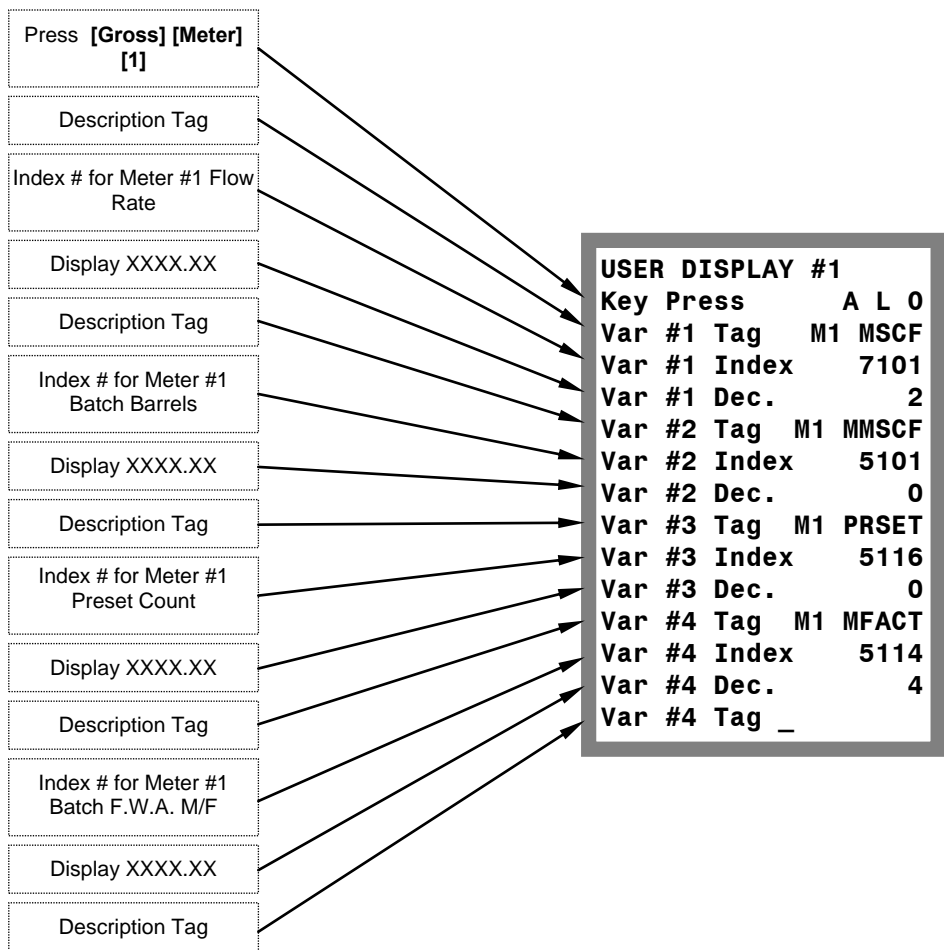 Press [Gross] [Meter]
[1]
Description Tag
Index # for Meter #1 Flow
Rate
Display XXXX.XX
Description Tag
Index # for Meter #1
Batch Barrels
Display XXXX.XX
Description Tag
Index # for Meter #1
Preset Count
Display XXXX.XX
Description Tag
Index # for Meter #1
Batch F.W.A. M/F
Display XXXX.XX
Description Tag
USER DISPLAY #1
Key Press A L O
Var #1 Tag M1 MSCF
Var #1 Index 7101
Var #1 Dec. 2
Var #2 Tag M1 MMSCF
Var #2 Index 5101
Var #2 Dec. 0
Var #3 Tag M1 PRSET
Var #3 Index 5116
Var #3 Dec. 0
Var #4 Tag M1 MFACT
Var #4 Index 5114
Var #4 Dec. 4
Var #4 Tag _